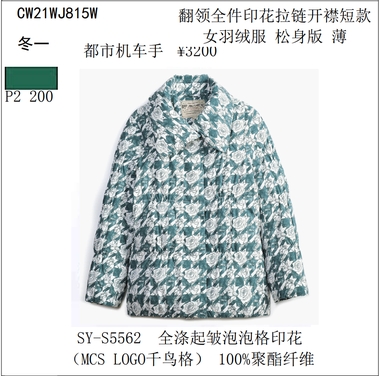 CW21WJ815W
翻领全件印花拉链开襟短款
冬一
女羽绒服 松身版 薄
都市机车手 ¥3200
P2 200
SY-S5562 全涤起皱泡泡格印花
（MCS LOGO千鸟格） 100%聚酯纤维